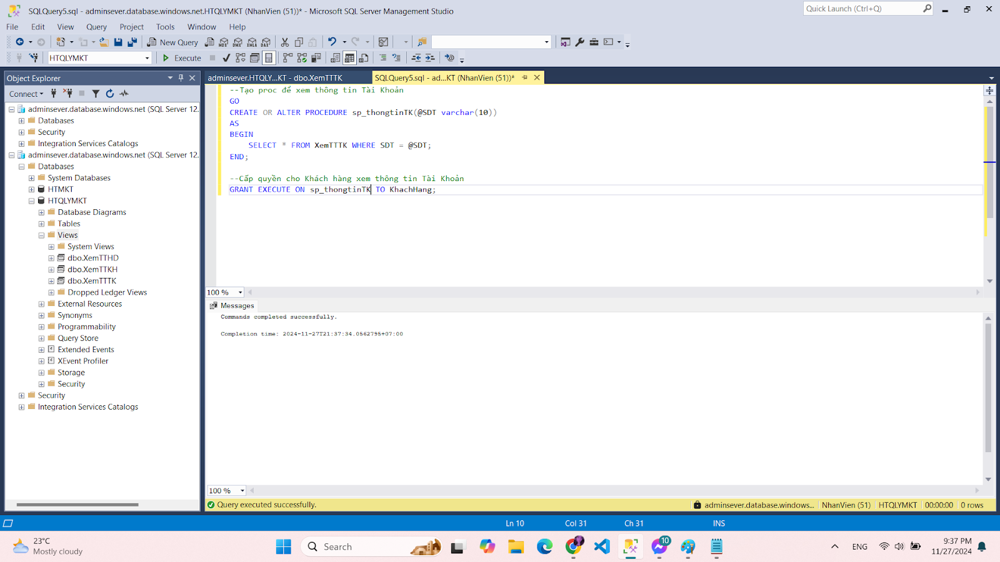 SQLQuery5.sql - adminsever.database.windows.net.HTQLYMKT (NhanVien (51))* - Microsoft SQL Server Management Studio
Quick Launch (Ctrl+Q)
File Edit View Query Project Tools Window Help
New Query
MDX DMX XMLA DAX
HTQLYMKT
Execute
Object Explorer
adminsever.HTQLY...KT - dbo.XemTTTK
SQLQuery5.sql - ad...KT (NhanVien (51))*
Connect
adminsever.database.windows.net (SQL Server 12.
Databases
Security
Integration Services Catalogs
adminsever.database.windows.net (SQL Server 12.
Databases
System Databases
HTMKT
HTQLYMKT
Database Diagrams
Tables
Views
System Views
dbo.XemTTHD
dbo.XemTTKH
dbo.XemTTTK
Dropped Ledger Views
External Resources
Synonyms
Programmability
Query Store
Extended Events
XEvent Profiler
Storage
Security
Security
Integration Services Catalogs
--Tạo proc để xem thông tin Tài Khoản
GO
CREATE OR ALTER PROCEDURE sp_thongtinTK(@SDT varchar(10))
AS
BEGIN
SELECT * FROM XemTTTK WHERE SDT = @SDT;
END;
--Cấp quyền cho Khách hàng xem thông tin Tài Khoản
GRANT EXECUTE ON sp_thongtinTK TO KhachHang;
100 %
Messages
Commands completed successfully.
Completion time: 2024-11-27T21:37:34.0562795+07:00
100 %
Query executed successfully.
adminsever.database.windows... NhanVien (51) HTQLYMKT 00:00:00 0 rows
Ln 10 Col 31 Ch 31 INS
23°C
Mostly cloudy
Search
10
ENG
9:37 PM
11/27/2024